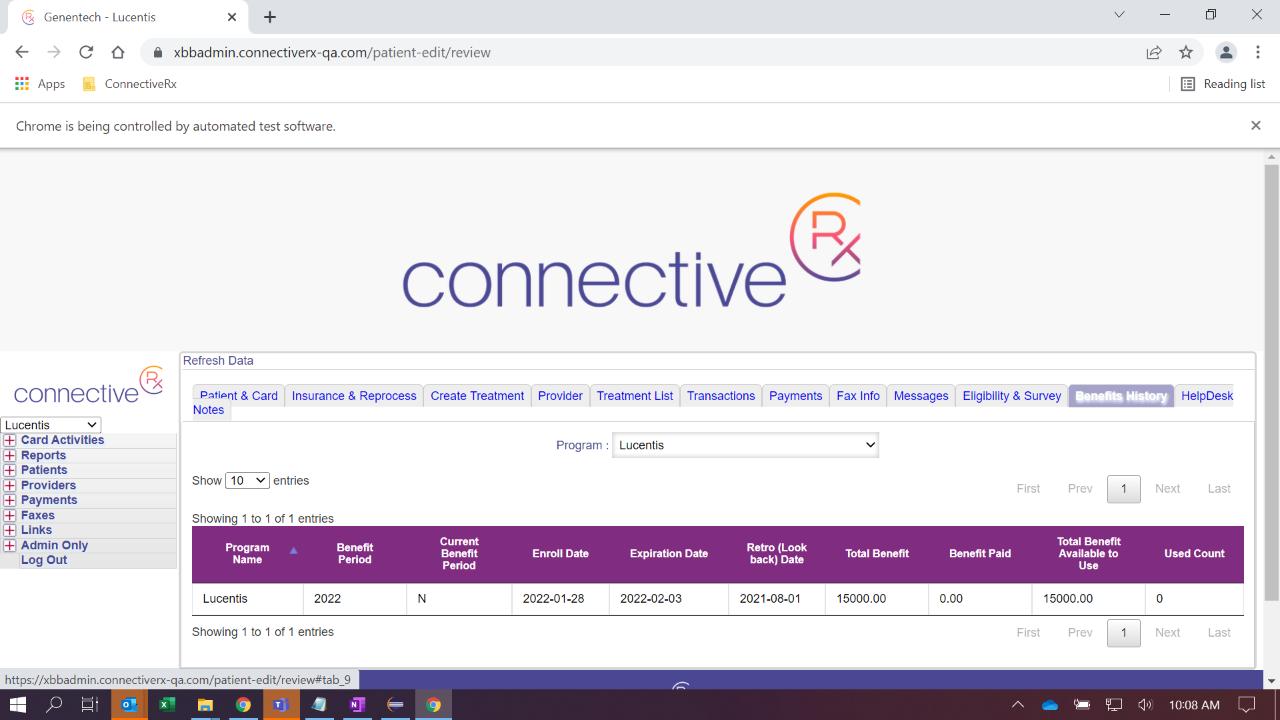 Genentech - Lucentis
xbbadmin.connectiverx-qa.com/patient-edit/review
Apps ConnectiveRx Reading list
Chrome is being controlled by automated test software.
connective Rx
connective Rx
Lucentis
Card Activities
Reports
Patients
Providers
Payments
Faxes
Links
Admin Only
Log Out
Refresh Data
Patient & Card Insurance & Reprocess Create Treatment Provider Treatment List Transactions Payments Fax Info Messages Eligibility & Survey Benefits History HelpDesk
Notes
Program : Lucentis
Show 10 entries
First Prev 1 Next Last
Showing 1 to 1 of 1 entries
Program Name Benefit Period Current Benefit Period Enroll Date Expiration Date Retro (Look back) Date Total Benefit Benefit Paid Total Benefit Available to Use Used Count
Lucentis 2022 N 2022-01-28 2022-02-03 2021-08-01 15000.00 0.00 15000.00 0
Showing 1 to 1 of 1 entries
First Prev 1 Next Last
https://xbbadmin.connectiverx-qa.com/patient-edit/review#tab_9
10:08 AM